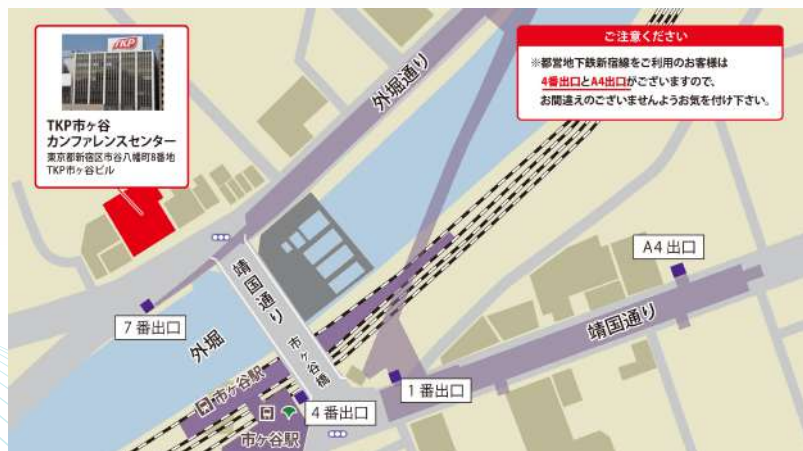 TKP
TKP市ヶ谷
カンファレンスセンター
東京都新宿区市谷八幡町8番地
TKP市ヶ谷ビル
ご注意ください
※都営地下鉄新宿線をご利用のお客様は
4番出口とA4出口がございますので、
お間違えのございませんようお気を付け下さい。
外堀通り
A4 出口
靖国通り
7 番出口
外堀
靖国通り
市ヶ谷橋
市ヶ谷駅
1 番出口
4 番出口
市ヶ谷駅